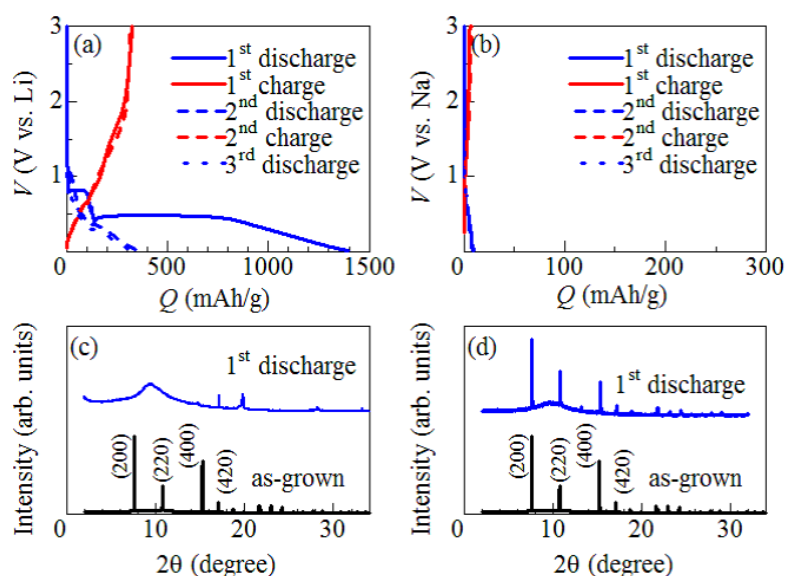 (a)
1st discharge
1st charge
2nd discharge
2nd charge
3rd discharge
V (V vs. Li)
3
2
1
0
500
1000
1500
Q (mAh/g)
(b)
1st discharge
1st charge
2nd discharge
2nd charge
3rd discharge
V (V vs. Na)
3
2
1
0
100
200
300
Q (mAh/g)
(c)
1st discharge
as-grown
(200)
(220)
(400)
(420)
Intensity (arb. units)
0
10
20
30
2θ (degree)
(d)
1st discharge
as-grown
(200)
(220)
(400)
(420)
Intensity (arb. units)
0
10
20
30
2θ (degree)